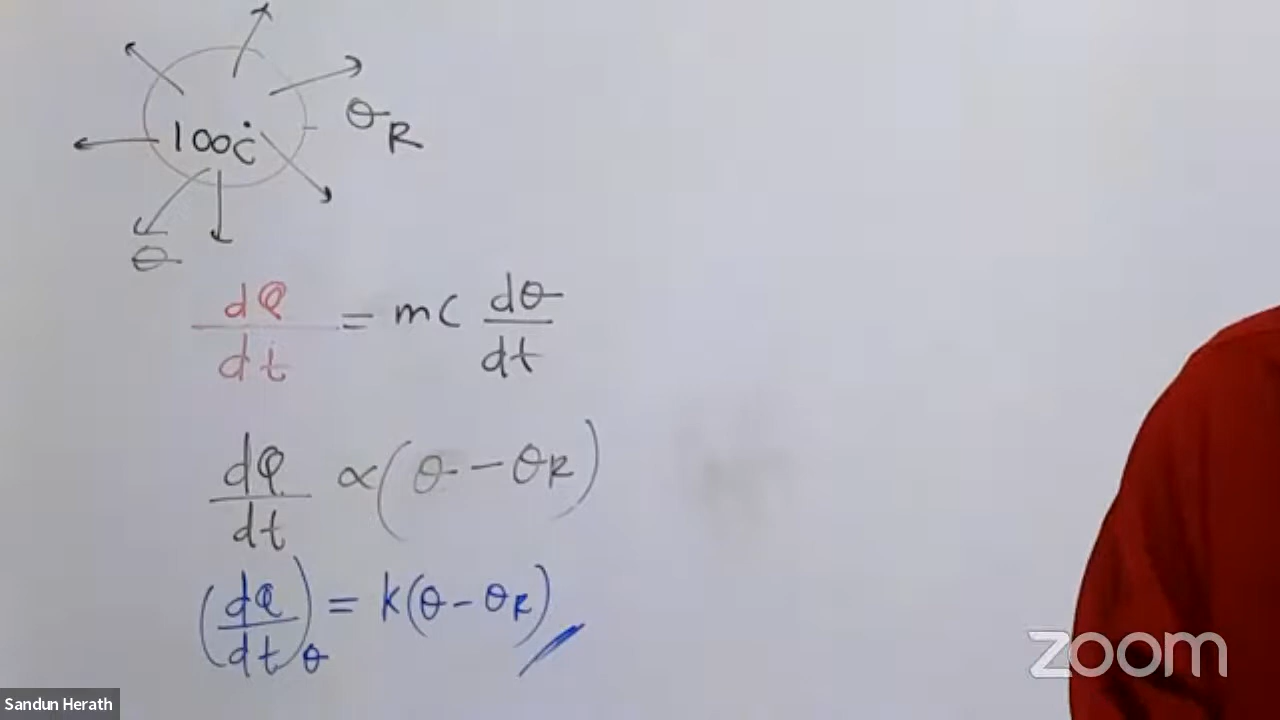 100°C
θR
θ
dQ/dt = mc dθ/dt
dQ/dt ∝ (θ - θR)
(dQ/dt)θ = k(θ - θR)
zoom
Sandun Herath